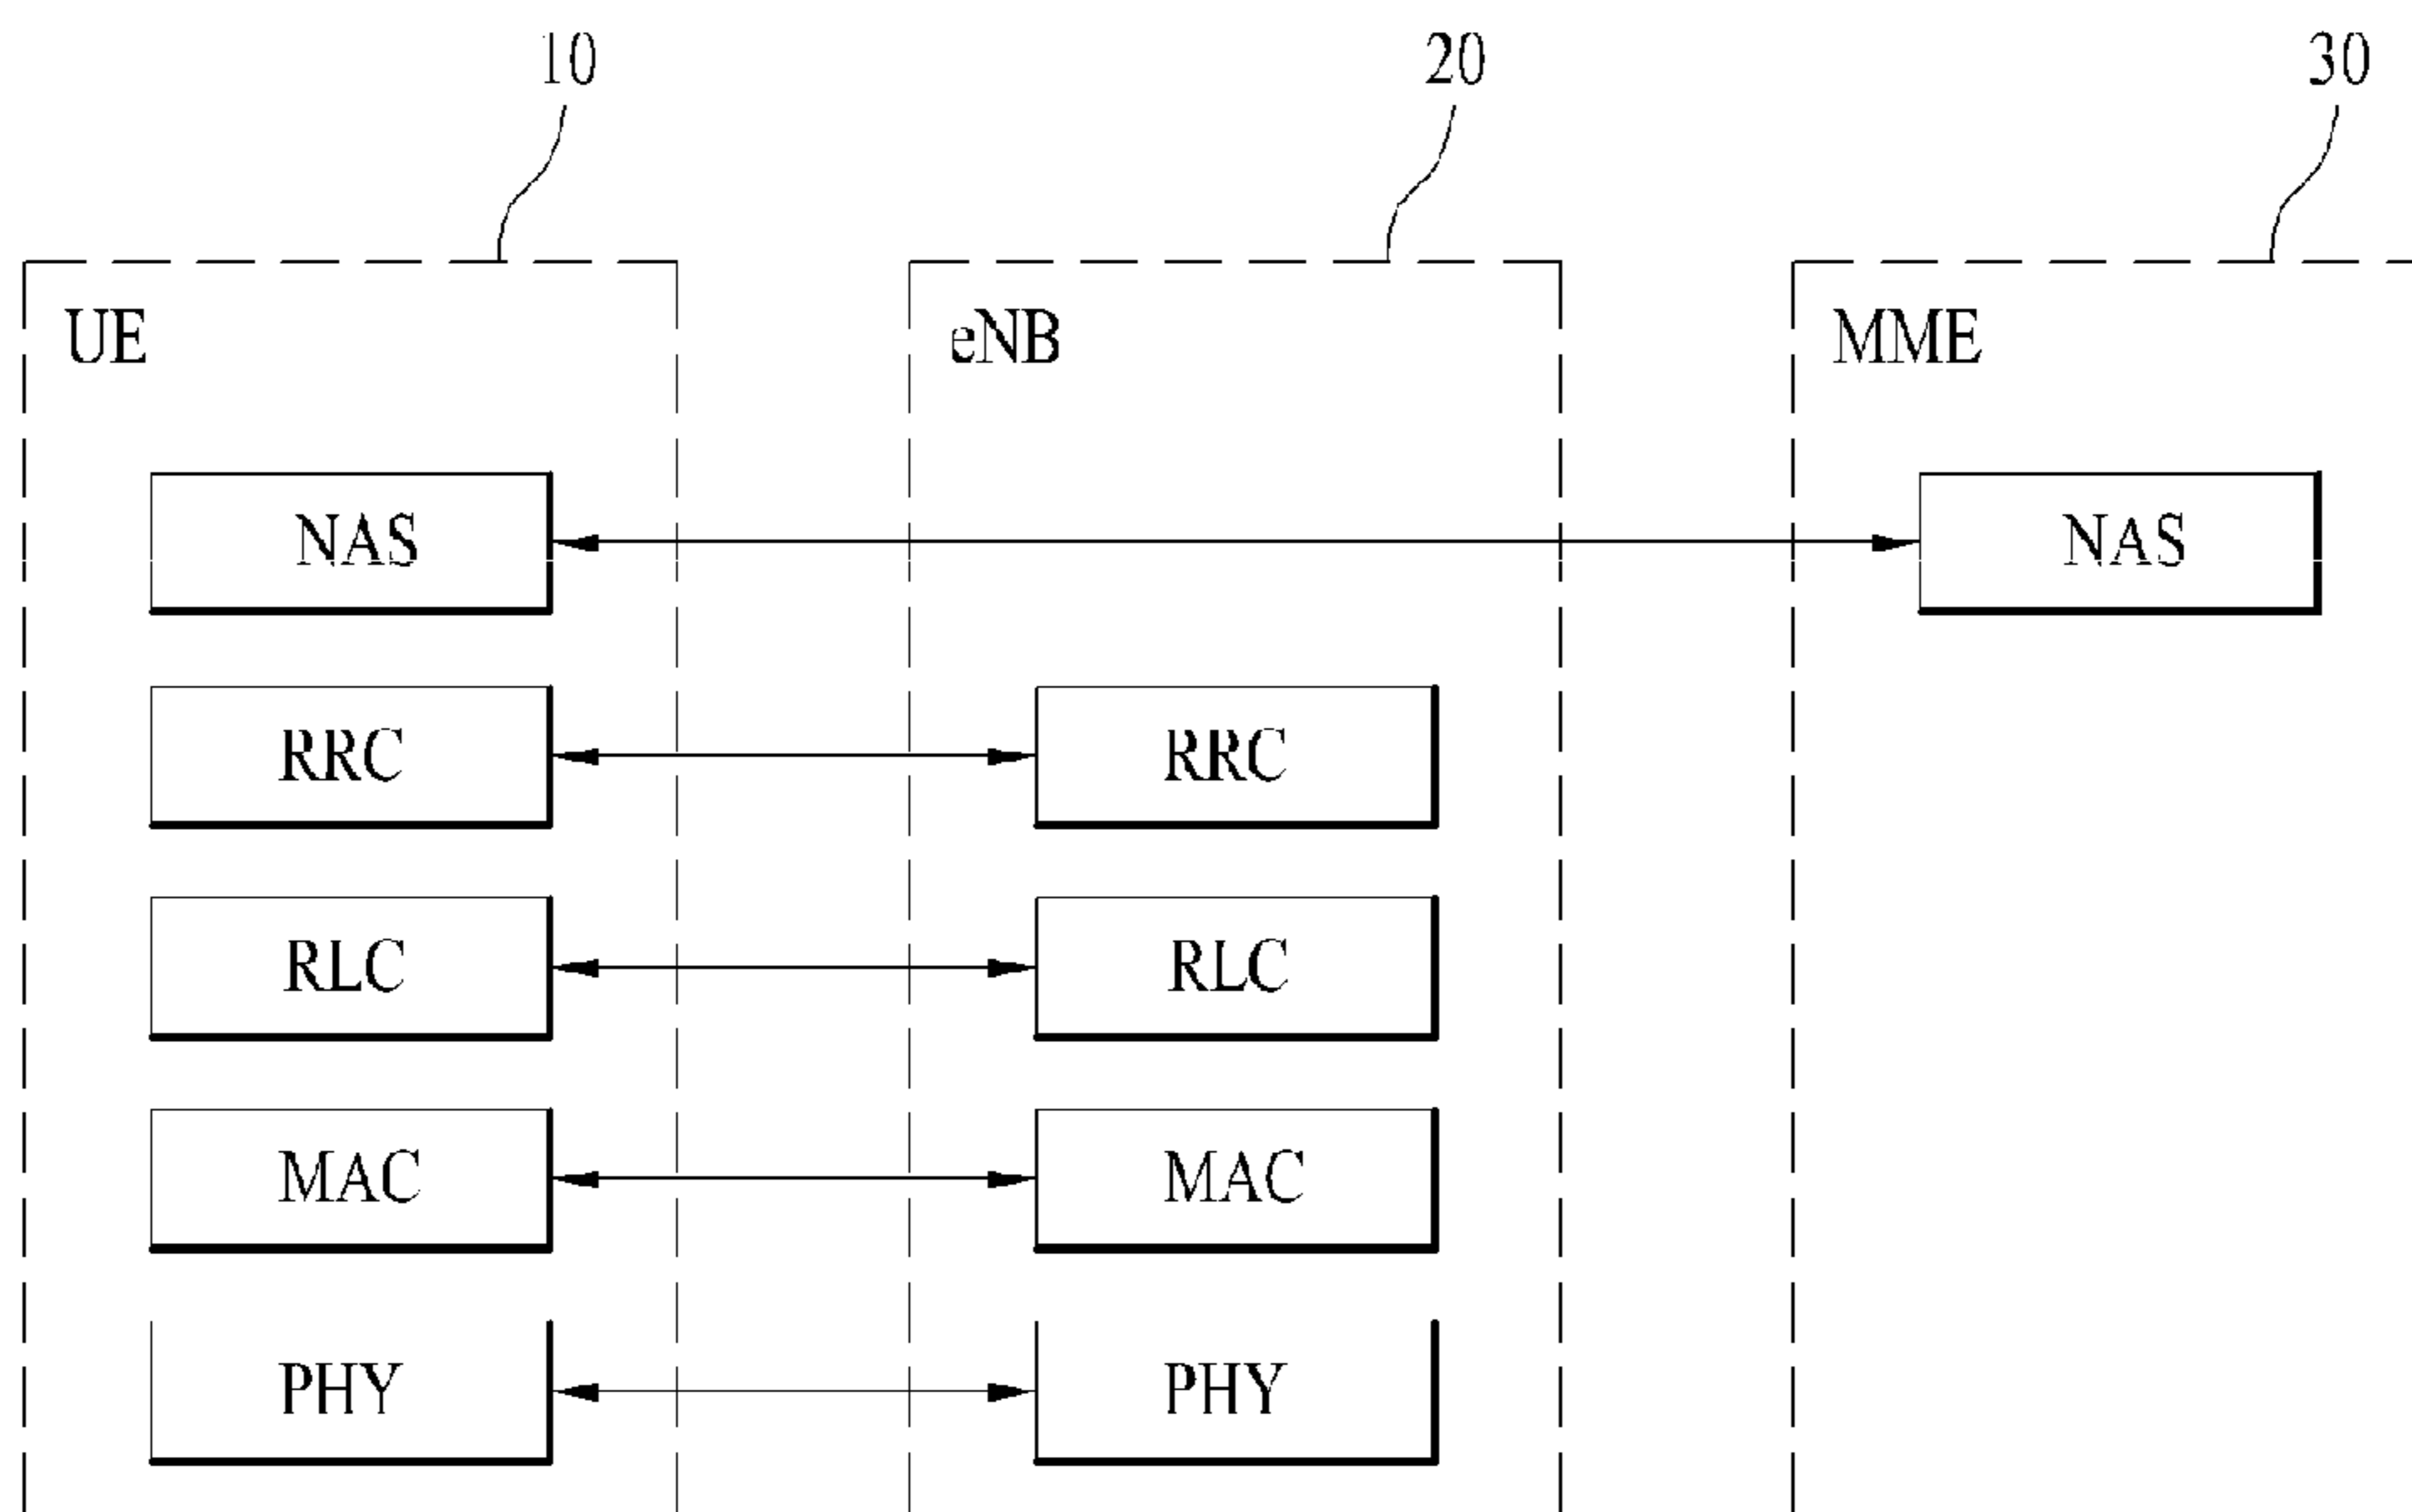 10 20 30
UE eNB MME
NAS NAS
RRC RRC
RLC RLC
MAC MAC
PHY PHY